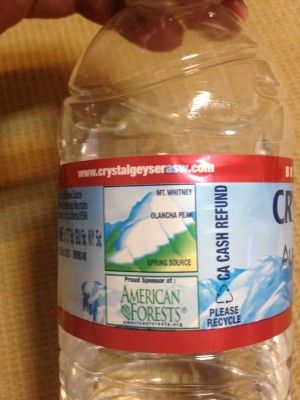 www.crystalgeyserasw.com
MT. WHITNEY
OLANCHA PEAK
SPRING SOURCE
Proud Sponsor of:
AMERICAN
FORESTS®
americanforests.org
CA CASH REFUND
PLEASE
RECYCLE
CR